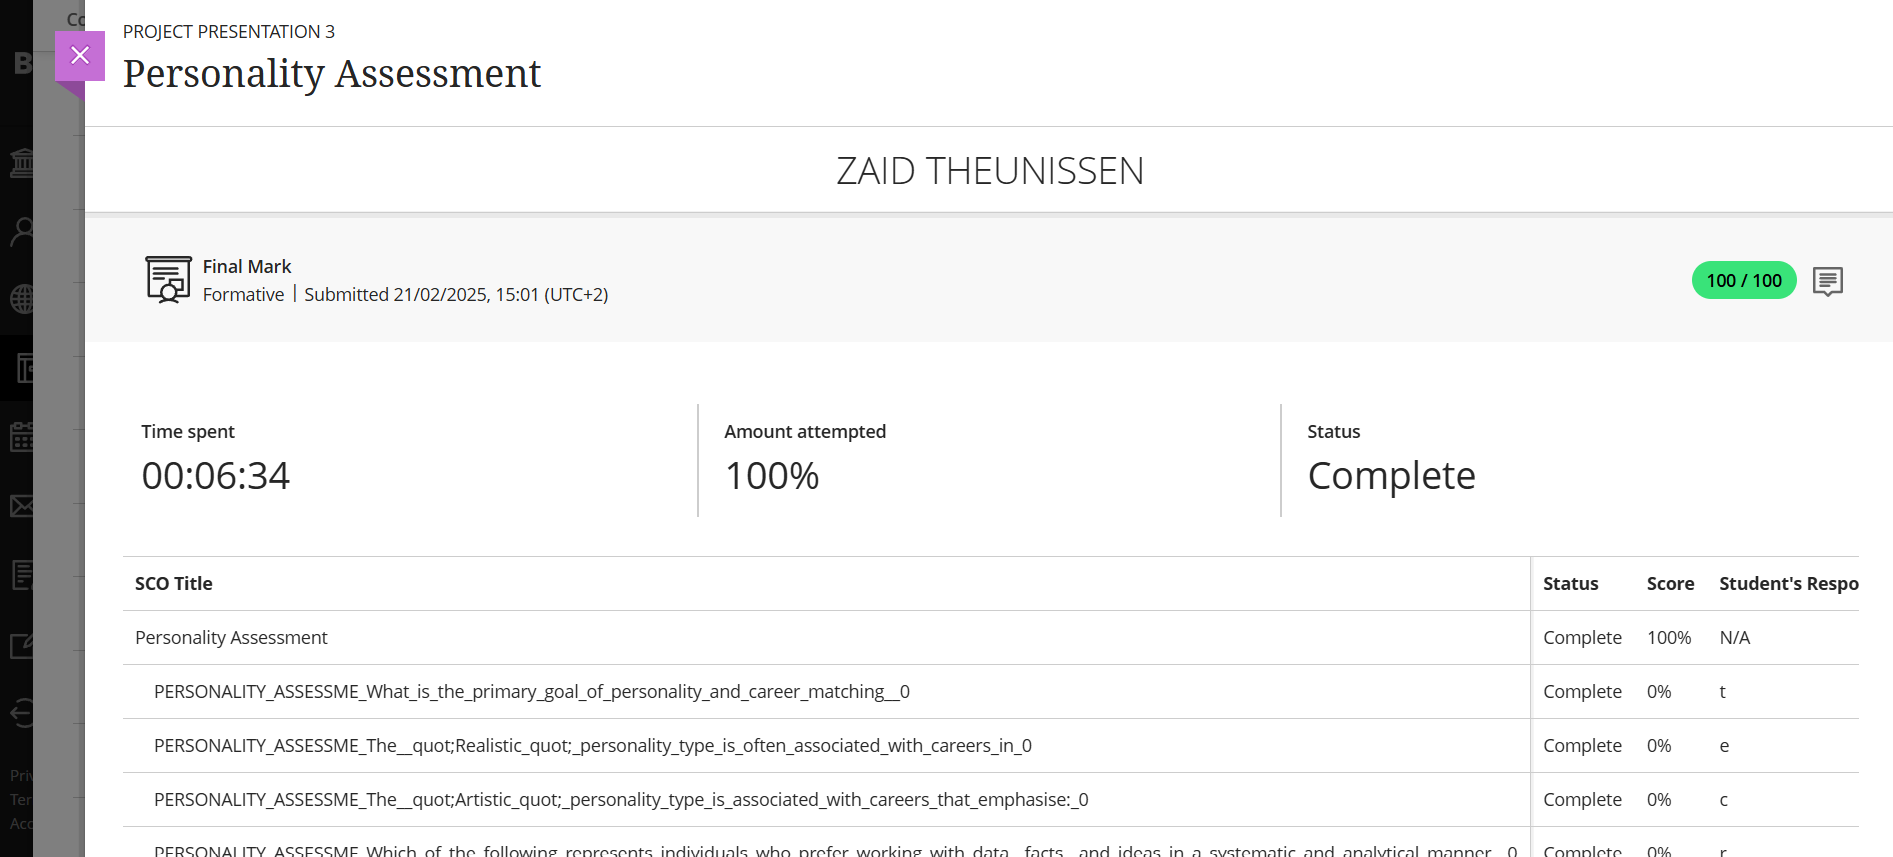 Co
PROJECT PRESENTATION 3
Personality Assessment
B
ZAID THEUNISSEN
Final Mark
Formative | Submitted 21/02/2025, 15:01 (UTC+2)
100 / 100
Time spent
00:06:34
Amount attempted
100%
Status
Complete
SCO Title Status Score Student's Respo
Personality Assessment Complete 100% N/A
PERSONALITY_ASSESSME_What_is_the_primary_goal_of_personality_and_career_matching__0 Complete 0% t
PERSONALITY_ASSESSME_The__quot;Realistic_quot;_personality_type_is_often_associated_with_careers_in_0 Complete 0% e
PERSONALITY_ASSESSME_The__quot;Artistic_quot;_personality_type_is_associated_with_careers_that_emphasise:_0 Complete 0% c
PERSONALITY_ASSESSME_Which_of_the_following_represents_individuals_who_prefer_working_with_data,_facts,_and_ideas_in_a_systematic_and_analytical_manner__0 Complete 0% r
Priv
Ter
Acc